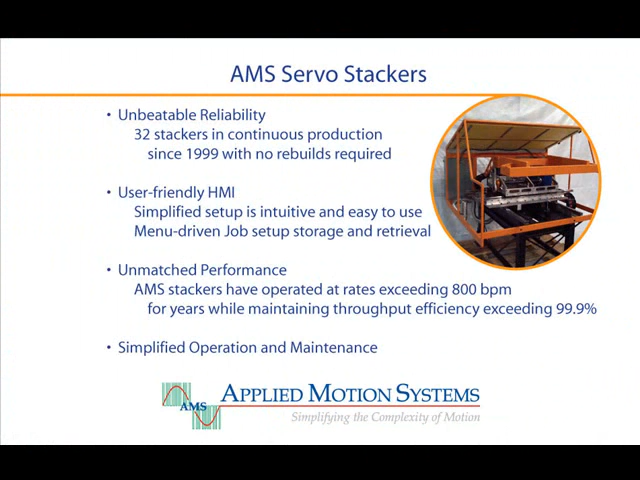 AMS Servo Stackers
• Unbeatable Reliability
32 stackers in continuous production
since 1999 with no rebuilds required
• User-friendly HMI
Simplified setup is intuitive and easy to use
Menu-driven Job setup storage and retrieval
• Unmatched Performance
AMS stackers have operated at rates exceeding 800 bpm
for years while maintaining throughput efficiency exceeding 99.9%
• Simplified Operation and Maintenance
AMS
APPLIED MOTION SYSTEMS
Simplifying the Complexity of Motion